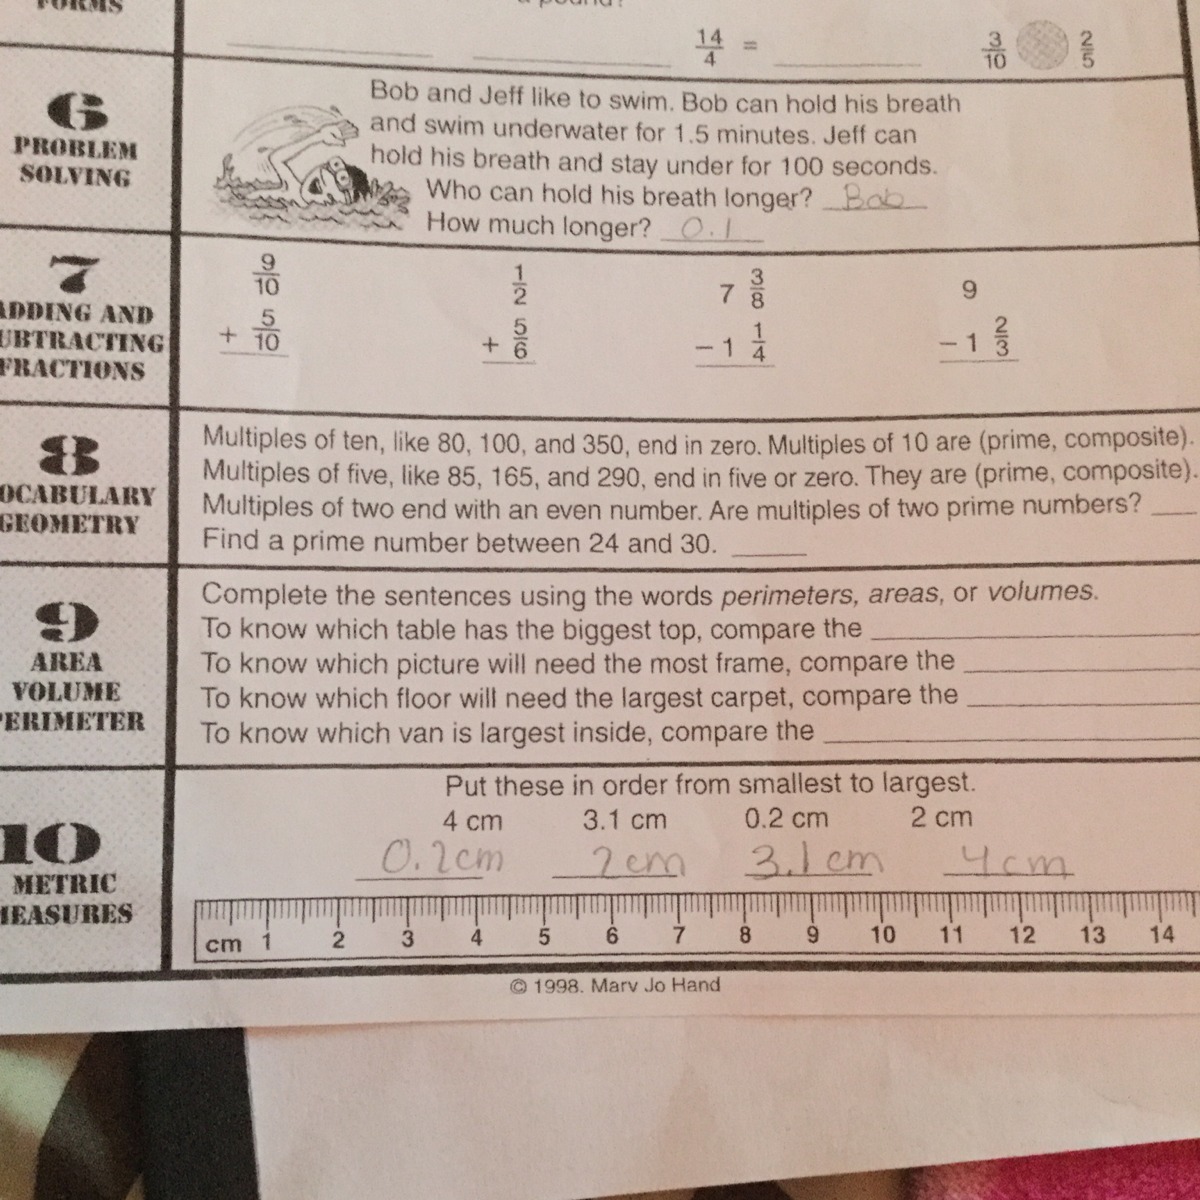 FORMS
a pound?
14/4 = ______ 3/10 2/5
6
PROBLEM
SOLVING
Bob and Jeff like to swim. Bob can hold his breath
and swim underwater for 1.5 minutes. Jeff can
hold his breath and stay under for 100 seconds.
Who can hold his breath longer? Bob
How much longer? 0.1
7
ADDING AND
UBTRACTING
FRACTIONS
9/10 1/2 7 3/8 9
+ 5/10 + 5/6 - 1 1/4 - 1 2/3
8
OCABULARY
GEOMETRY
Multiples of ten, like 80, 100, and 350, end in zero. Multiples of 10 are (prime, composite).
Multiples of five, like 85, 165, and 290, end in five or zero. They are (prime, composite).
Multiples of two end with an even number. Are multiples of two prime numbers? ____
Find a prime number between 24 and 30. ____
9
AREA
VOLUME
PERIMETER
Complete the sentences using the words perimeters, areas, or volumes.
To know which table has the biggest top, compare the ____
To know which picture will need the most frame, compare the ____
To know which floor will need the largest carpet, compare the ____
To know which van is largest inside, compare the ____
10
METRIC
MEASURES
Put these in order from smallest to largest.
4 cm 3.1 cm 0.2 cm 2 cm
0.2cm 2cm 3.1cm 4cm
cm 1 2 3 4 5 6 7 8 9 10 11 12 13 14
© 1998. Marv Jo Hand